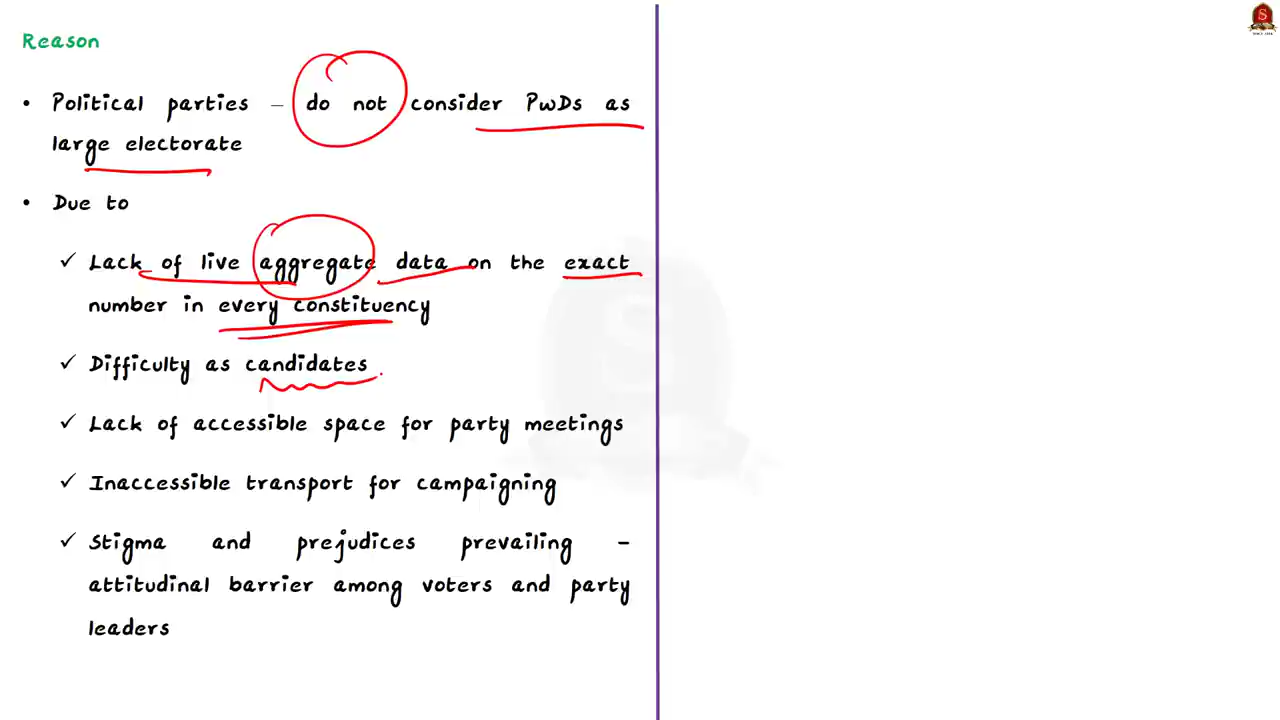 Reason
• Political parties – do not consider PwDs as
large electorate
• Due to
✓ Lack of live aggregate data on the exact
number in every constituency
✓ Difficulty as candidates
✓ Lack of accessible space for party meetings
✓ Inaccessible transport for campaigning
✓ Stigma and prejudices prevailing –
attitudinal barrier among voters and party
leaders
S